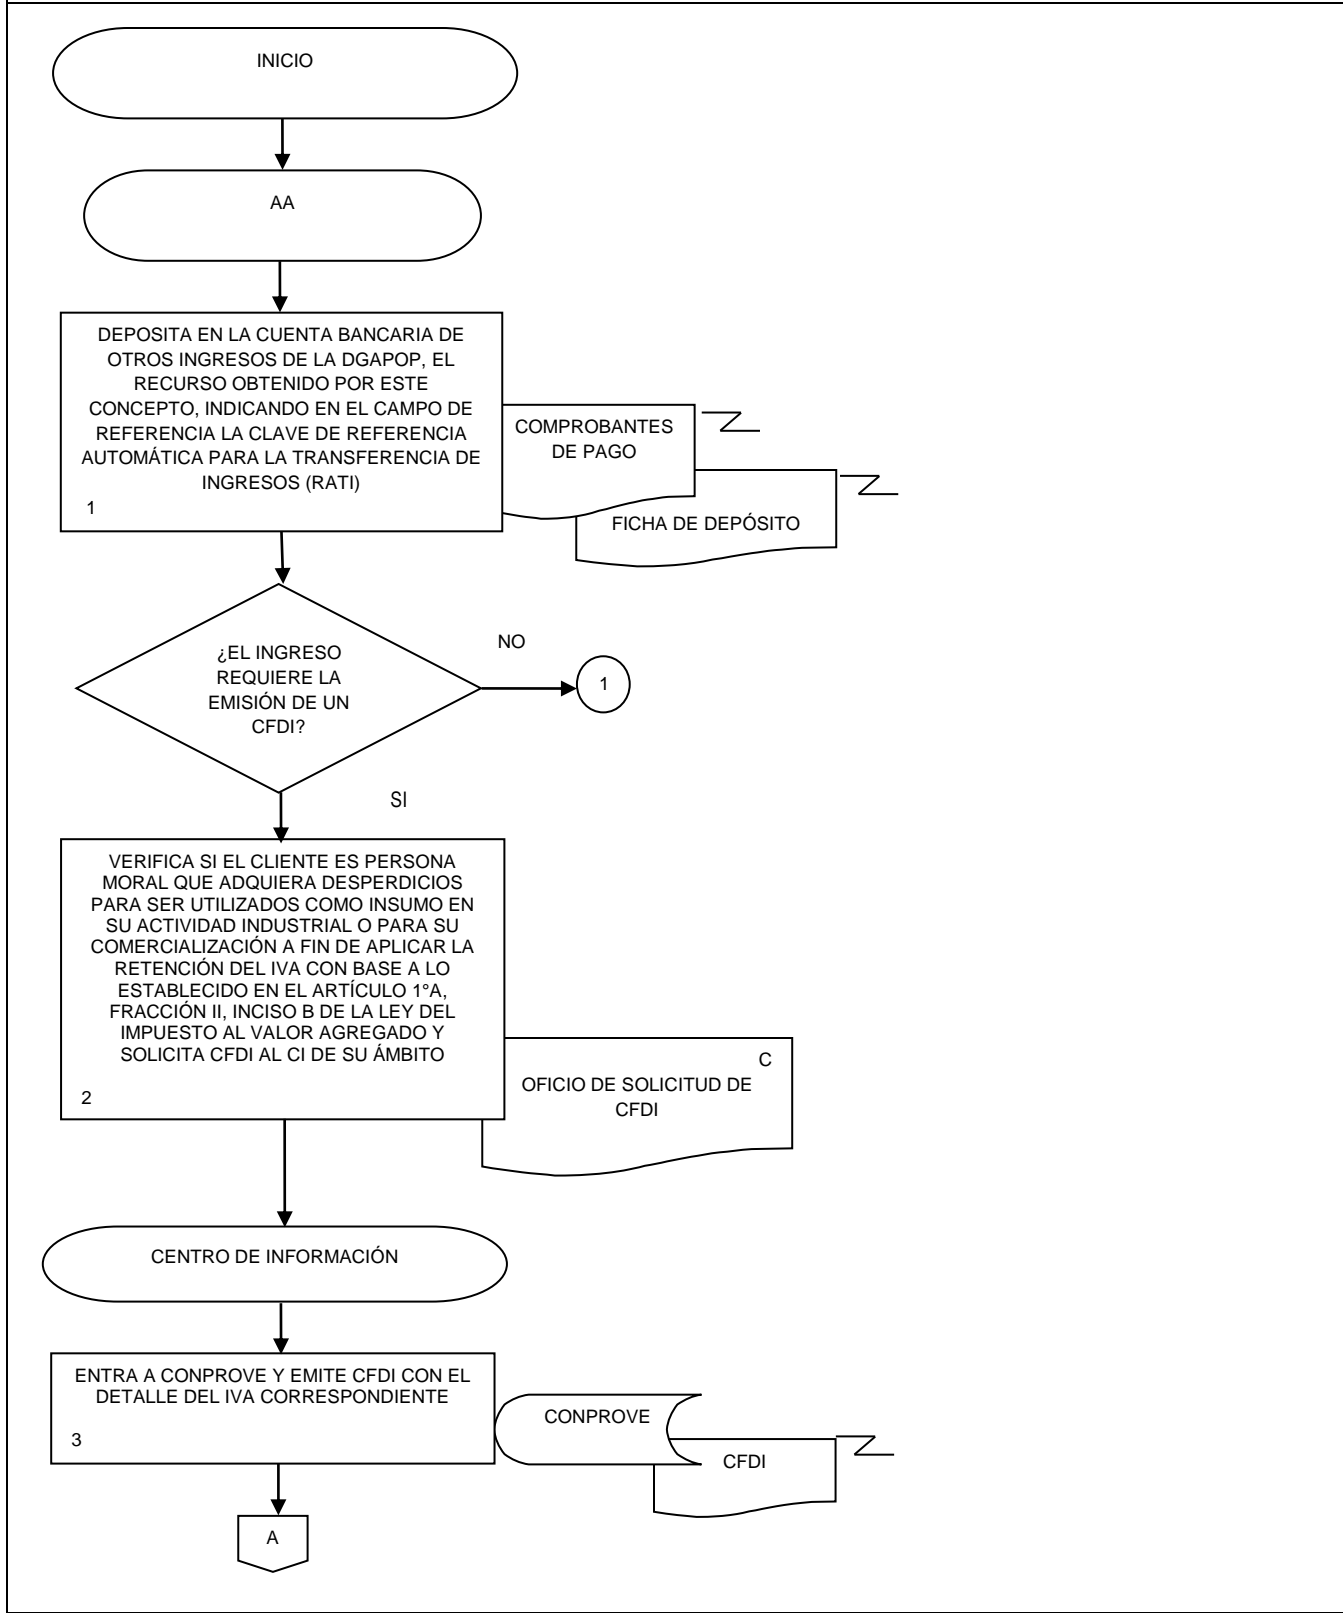 INICIO
AA
DEPOSITA EN LA CUENTA BANCARIA DE
OTROS INGRESOS DE LA DGAPOP, EL
RECURSO OBTENIDO POR ESTE
CONCEPTO, INDICANDO EN EL CAMPO DE
REFERENCIA LA CLAVE DE REFERENCIA
AUTOMÁTICA PARA LA TRANSFERENCIA DE
INGRESOS (RATI)
1
COMPROBANTES
DE PAGO
FICHA DE DEPÓSITO
¿EL INGRESO
REQUIERE LA
EMISIÓN DE UN
CFDI?
NO
1
SI
VERIFICA SI EL CLIENTE ES PERSONA
MORAL QUE ADQUIERA DESPERDICIOS
PARA SER UTILIZADOS COMO INSUMO EN
SU ACTIVIDAD INDUSTRIAL O PARA SU
COMERCIALIZACIÓN A FIN DE APLICAR LA
RETENCIÓN DEL IVA CON BASE A LO
ESTABLECIDO EN EL ARTÍCULO 1°A,
FRACCIÓN II, INCISO B DE LA LEY DEL
IMPUESTO AL VALOR AGREGADO Y
SOLICITA CFDI AL CI DE SU ÁMBITO
2
C
OFICIO DE SOLICITUD DE
CFDI
CENTRO DE INFORMACIÓN
ENTRA A CONPROVE Y EMITE CFDI CON EL
DETALLE DEL IVA CORRESPONDIENTE
3
CONPROVE
CFDI
A